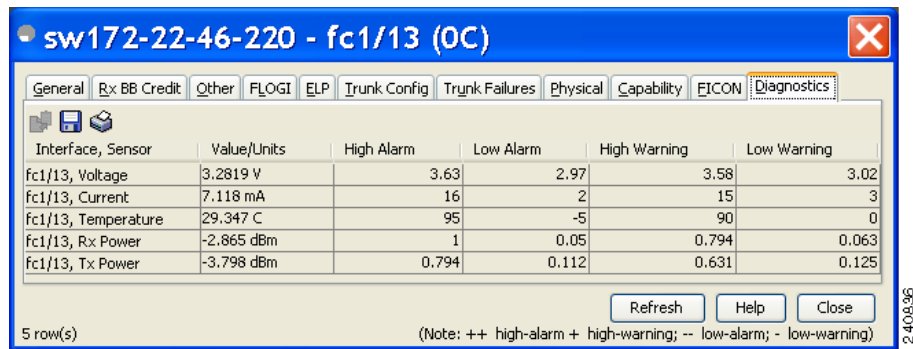 sw172-22-46-220 - fc1/13 (0C)
General Rx BB Credit Other FLOGI ELP Trunk Config Trunk Failures Physical Capability FICON Diagnostics
Interface, Sensor Value/Units High Alarm Low Alarm High Warning Low Warning
fc1/13, Voltage 3.2819 V 3.63 2.97 3.58 3.02
fc1/13, Current 7.118 mA 16 2 15 3
fc1/13, Temperature 29.347 C 95 -5 90 0
fc1/13, Rx Power -2.865 dBm 1 0.05 0.794 0.063
fc1/13, Tx Power -3.798 dBm 0.794 0.112 0.631 0.125
Refresh Help Close
5 row(s) (Note: ++ high-alarm + high-warning; -- low-alarm; - low-warning)
240836